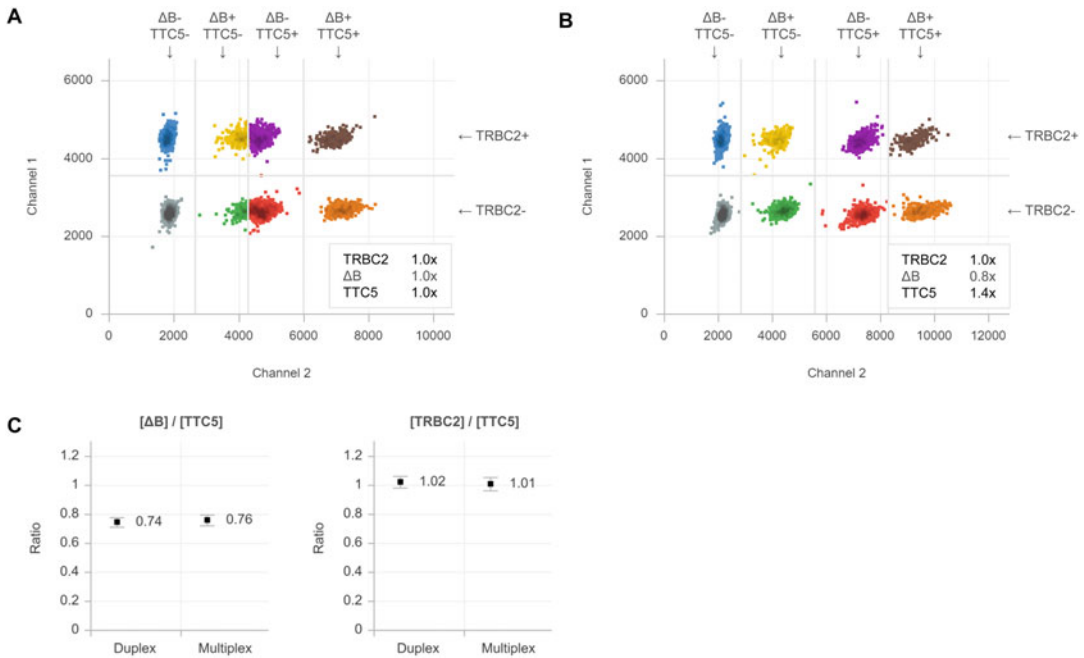 A
ΔB- ΔB+ ΔB- ΔB+
TTC5- TTC5- TTC5+ TTC5+
↓ ↓ ↓ ↓
6000
4000
2000
0
Channel 1
← TRBC2+
← TRBC2-
TRBC2 1.0x
ΔB 1.0x
TTC5 1.0x
0 2000 4000 6000 8000 10000
Channel 2
B
ΔB- ΔB+ ΔB- ΔB+
TTC5- TTC5- TTC5+ TTC5+
↓ ↓ ↓ ↓
6000
4000
2000
0
Channel 1
← TRBC2+
← TRBC2-
TRBC2 1.0x
ΔB 0.8x
TTC5 1.4x
0 2000 4000 6000 8000 10000 12000
Channel 2
C
[ΔB] / [TTC5]
1.2
1
0.8
0.6
0.4
0.2
0
Ratio
0.74 0.76
Duplex Multiplex
[TRBC2] / [TTC5]
1.2
1
0.8
0.6
0.4
0.2
0
Ratio
1.02 1.01
Duplex Multiplex